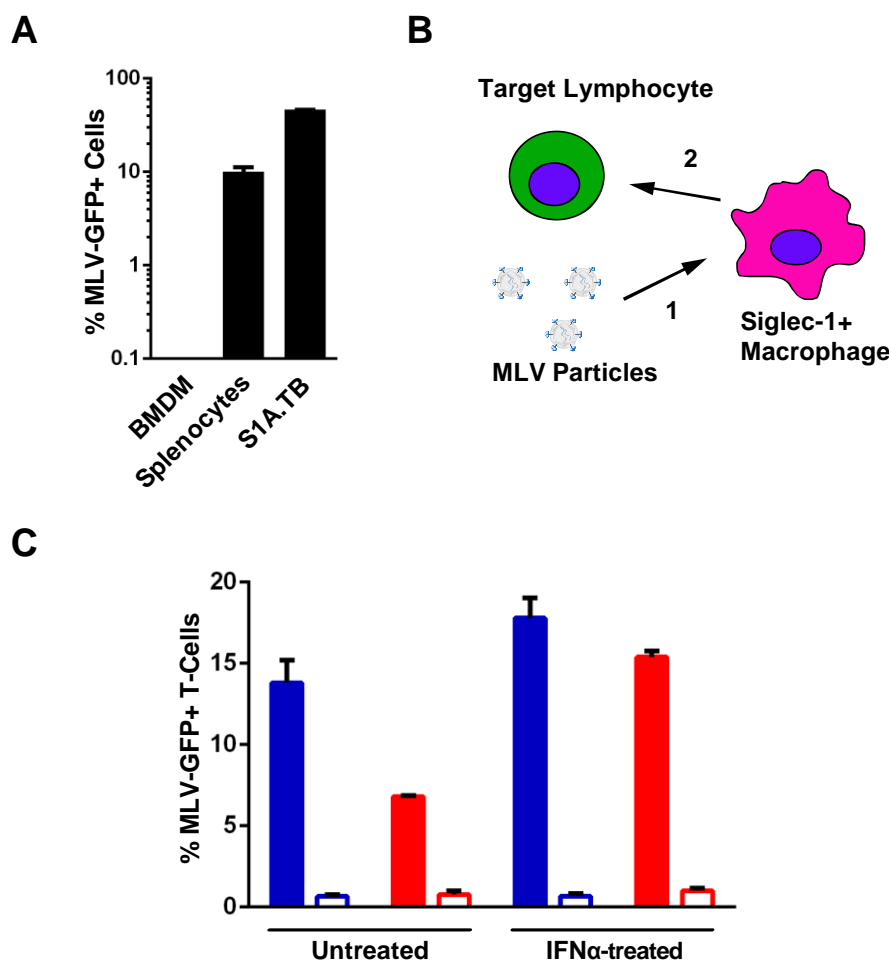 A
% MLV-GFP+ Cells
100
10
1
0.1
BMDM
Splenocytes
S1A.TB
B
Target Lymphocyte
2
1
MLV Particles
Siglec-1+
Macrophage
C
% MLV-GFP+ T-Cells
20
15
10
5
0
Untreated
IFNα-treated